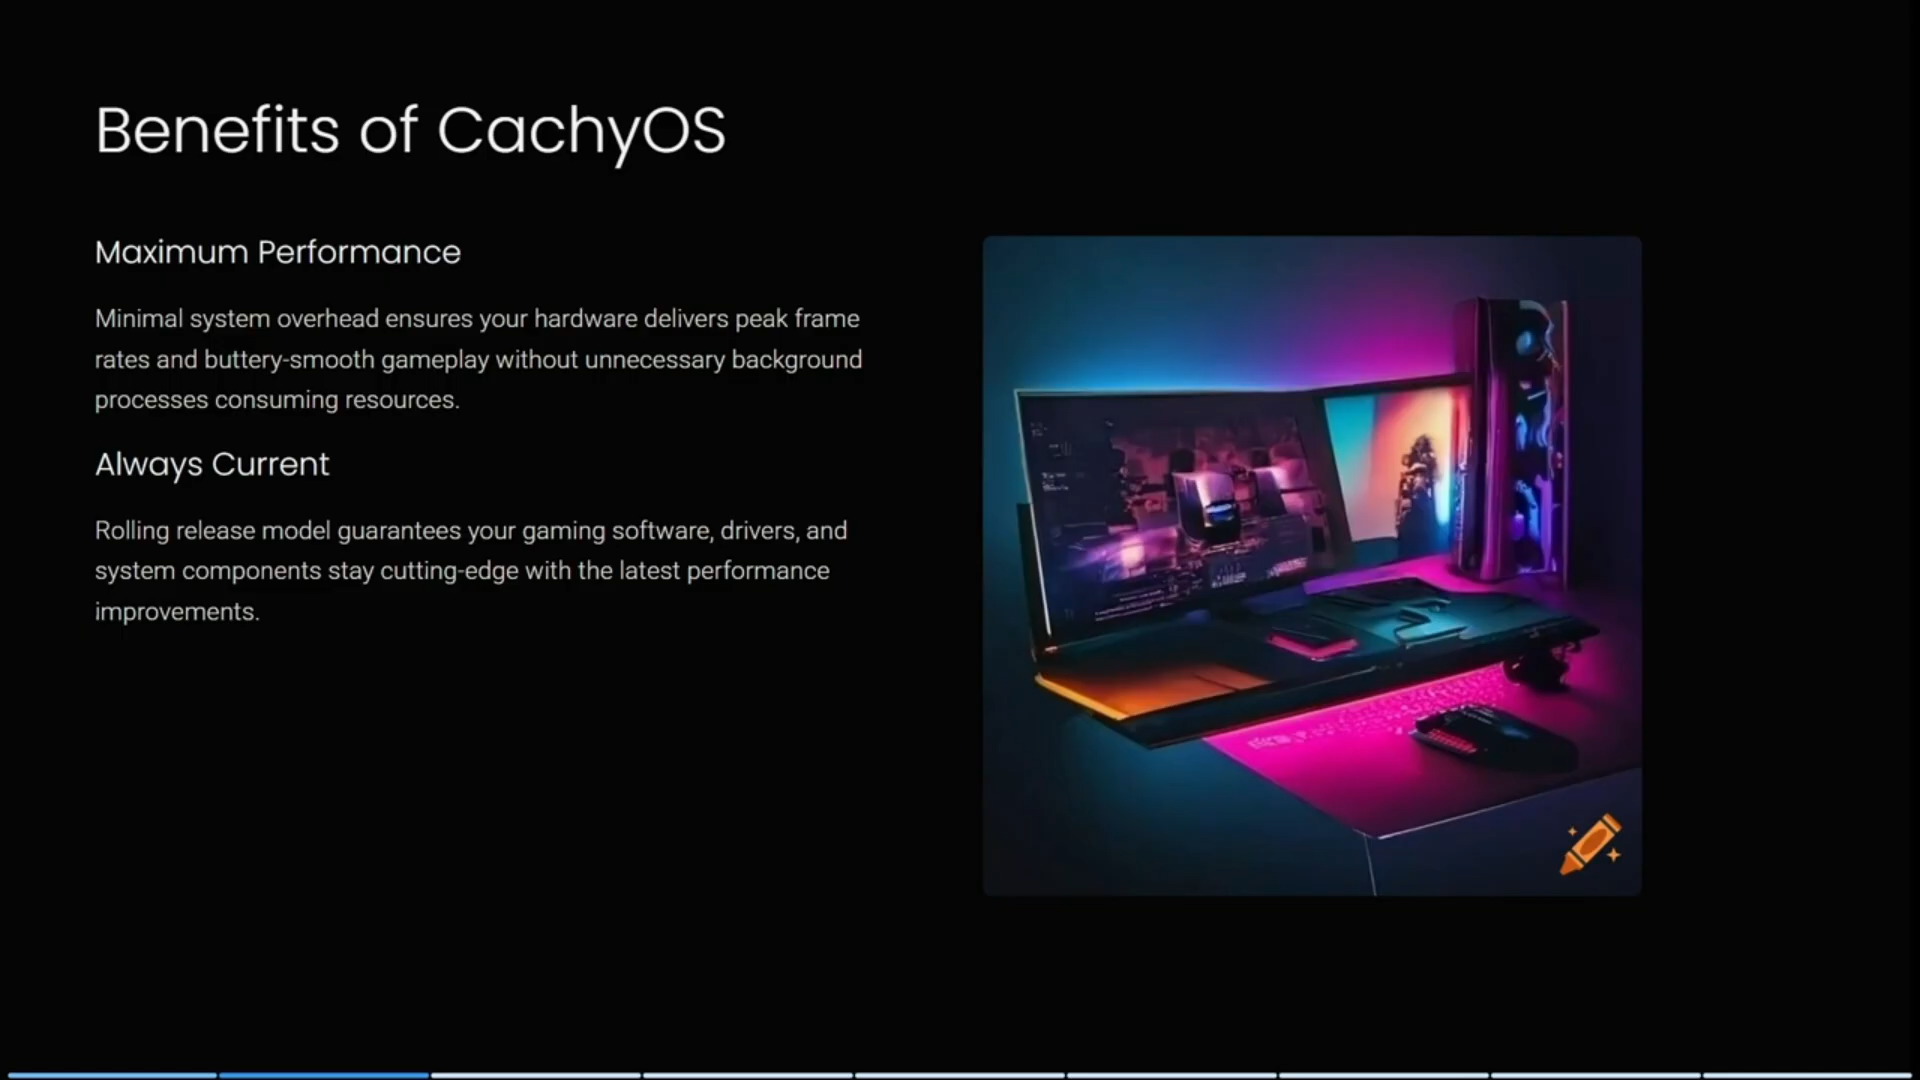 Benefits of CachyOS
Maximum Performance
Minimal system overhead ensures your hardware delivers peak frame
rates and buttery-smooth gameplay without unnecessary background
processes consuming resources.
Always Current
Rolling release model guarantees your gaming software, drivers, and
system components stay cutting-edge with the latest performance
improvements.